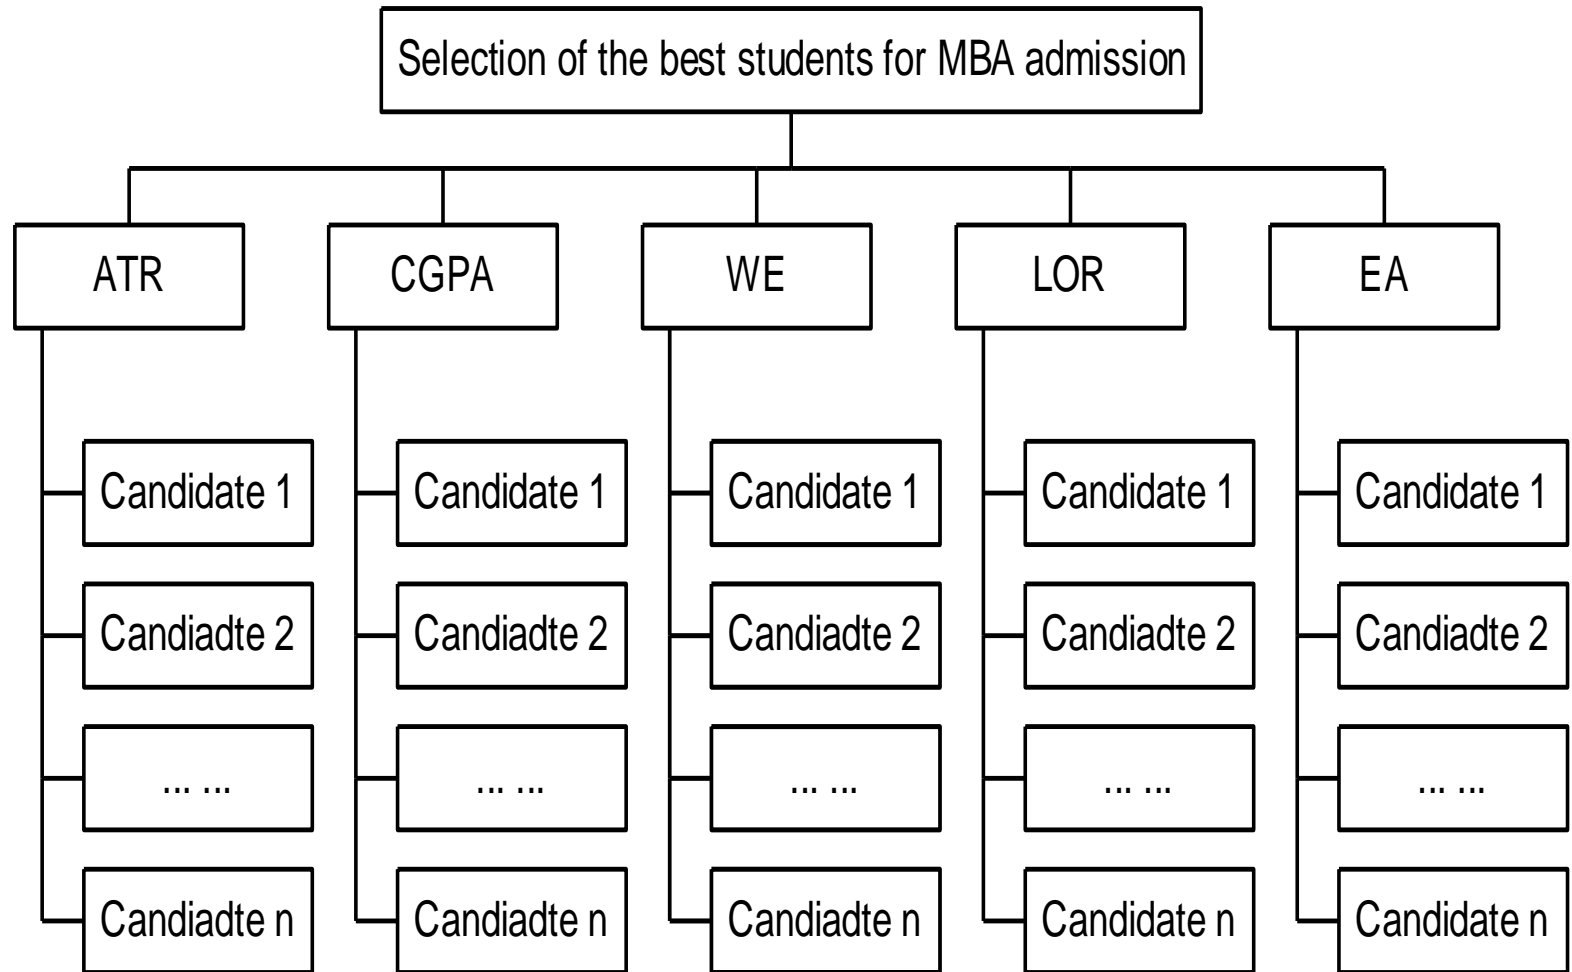 Selection of the best students for MBA admission
ATR
CGPA
WE
LOR
EA
Candidate 1
Candidate 1
Candidate 1
Candidate 1
Candidate 1
Candiadte 2
Candiadte 2
Candiadte 2
Candiadte 2
Candiadte 2
... ...
... ...
... ...
... ...
... ...
Candiadte n
Candiadte n
Candiadte n
Candidate n
Candidate n